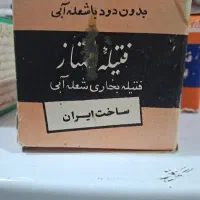 بدون دود با شعله آبی
فتیله ممتاز
فتیله بخاری شعله آبی
ساخت ایران